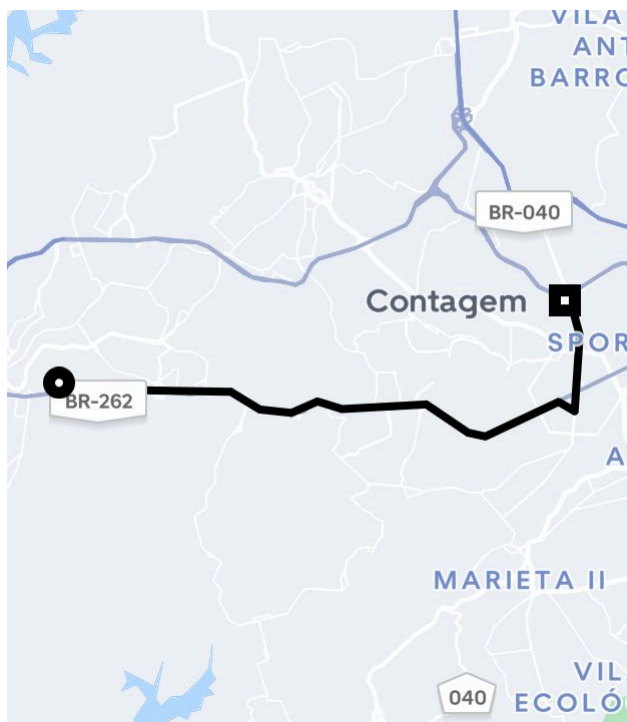 VILA
ANT
BARRO
BR-040
Contagem
SPOR
BR-262
A
MARIETA II
040
VIL
ECOLÓ